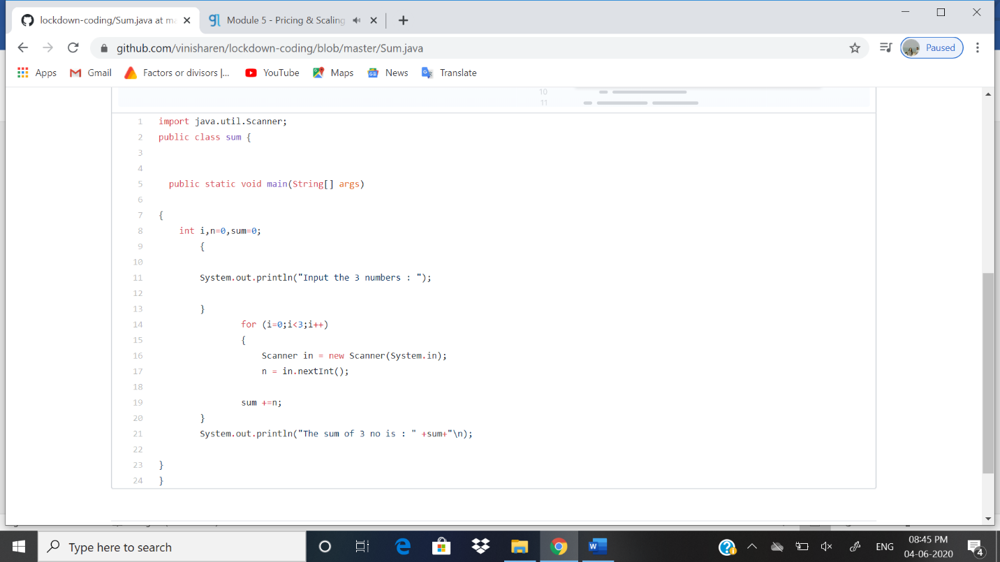 lockdown-coding/Sum.java at ma
Module 5 - Pricing & Scaling
github.com/vinisharen/lockdown-coding/blob/master/Sum.java
Paused
Apps Gmail Factors or divisors |... YouTube Maps News Translate
10
11
1 import java.util.Scanner;
2 public class sum {
3
4
5 public static void main(String[] args)
6
7 {
8 int i,n=0,sum=0;
9 {
10
11 System.out.println("Input the 3 numbers : ");
12
13 }
14 for (i=0;i<3;i++)
15 {
16 Scanner in = new Scanner(System.in);
17 n = in.nextInt();
18
19 sum +=n;
20 }
21 System.out.println("The sum of 3 no is : " +sum+"\n);
22
23 }
24 }
Type here to search
ENG
08:45 PM
04-06-2020
4